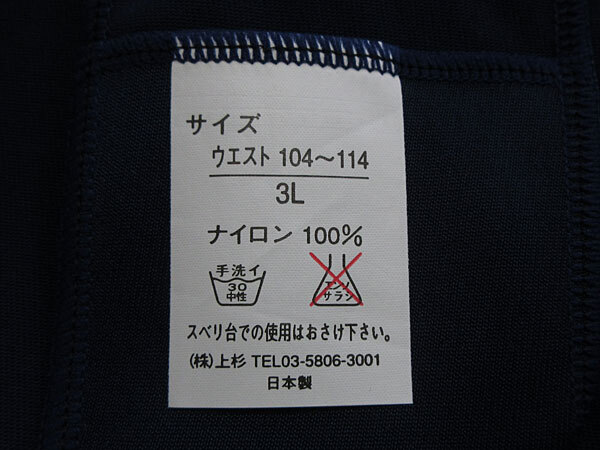 サイズ
ウエスト 104～114
3L
ナイロン 100%
手洗イ
30
中性
エンソ
サラシ
スベリ台での使用はおさけ下さい。
(株)上杉 TEL03-5806-3001
日本製